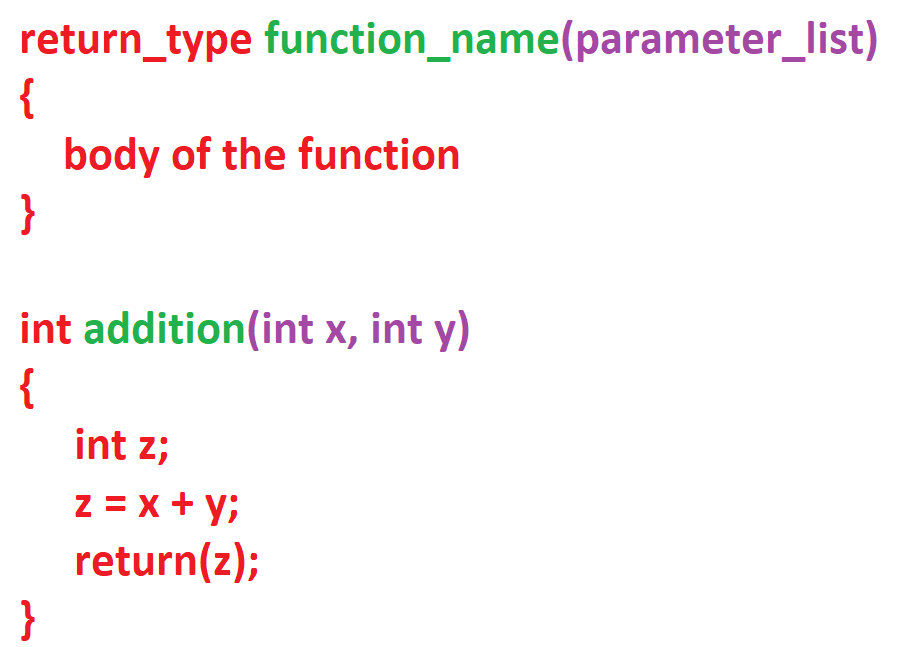 return_type function_name(parameter_list)
{
body of the function
}
int addition(int x, int y)
{
int z;
z = x + y;
return(z);
}